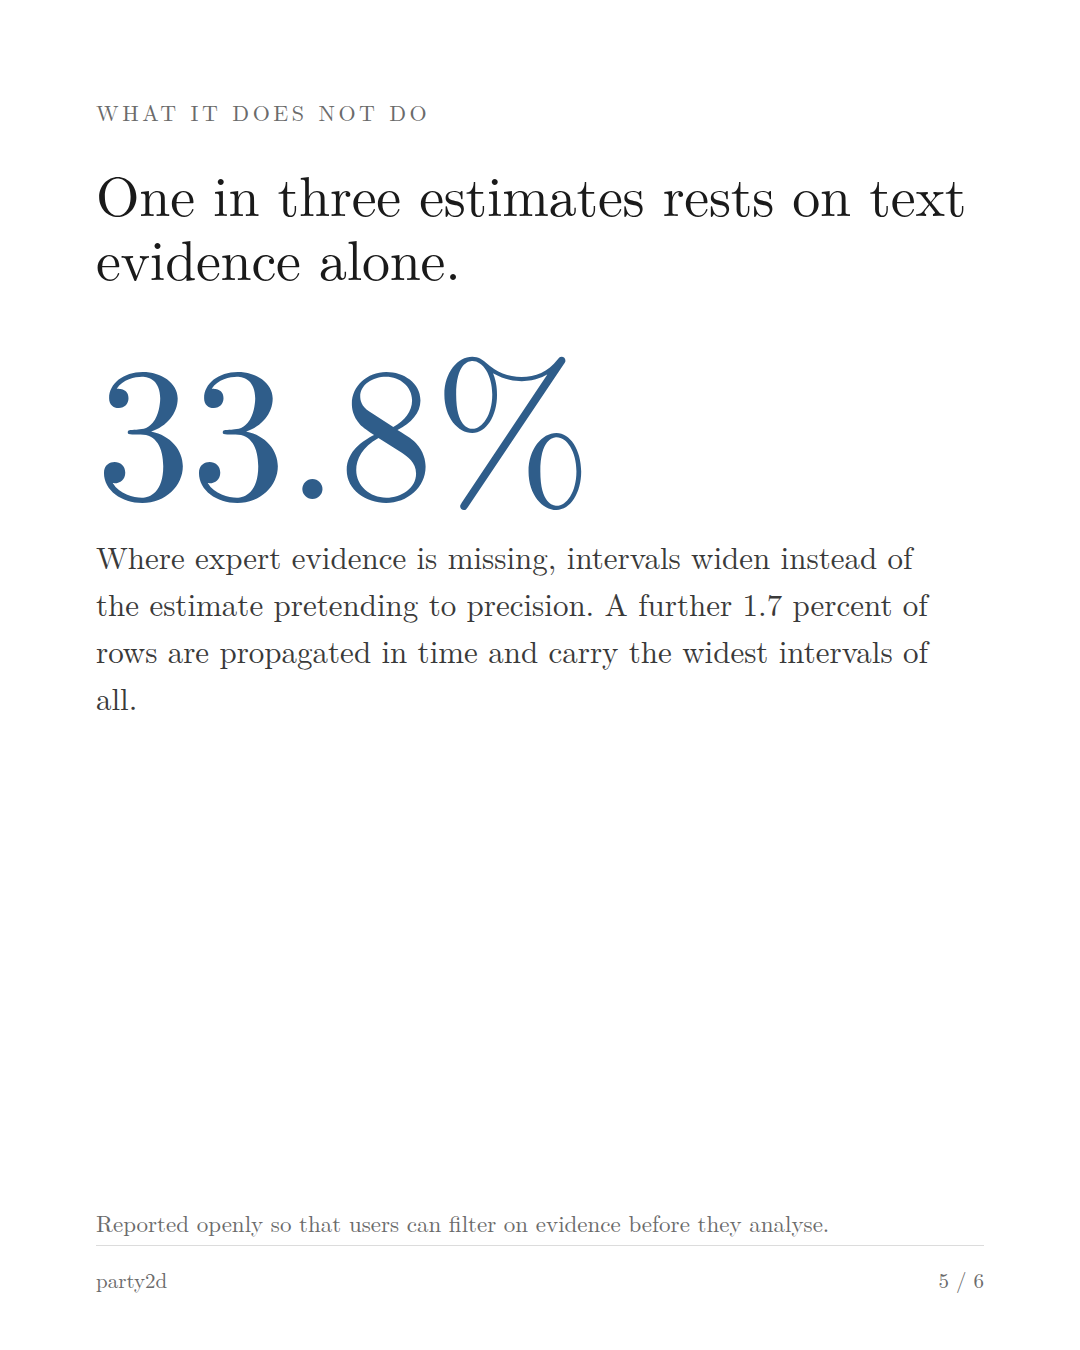 WHAT IT DOES NOT DO
One in three estimates rests on text
evidence alone.
33.8%
Where expert evidence is missing, intervals widen instead of
the estimate pretending to precision. A further 1.7 percent of
rows are propagated in time and carry the widest intervals of
all.
Reported openly so that users can filter on evidence before they analyse.
party2d
5 / 6